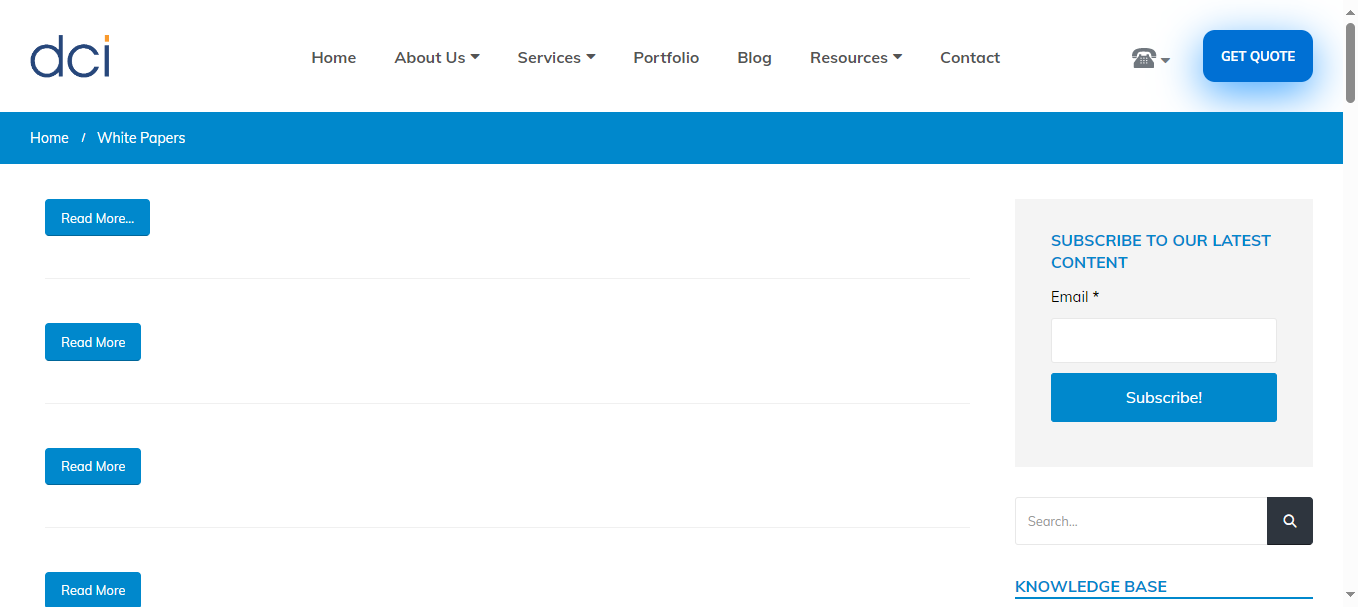 dci
Home About Us Services Portfolio Blog Resources Contact
GET QUOTE
Home / White Papers
Read More...
Read More
Read More
Read More
SUBSCRIBE TO OUR LATEST
CONTENT
Email *
Subscribe!
Search...
KNOWLEDGE BASE